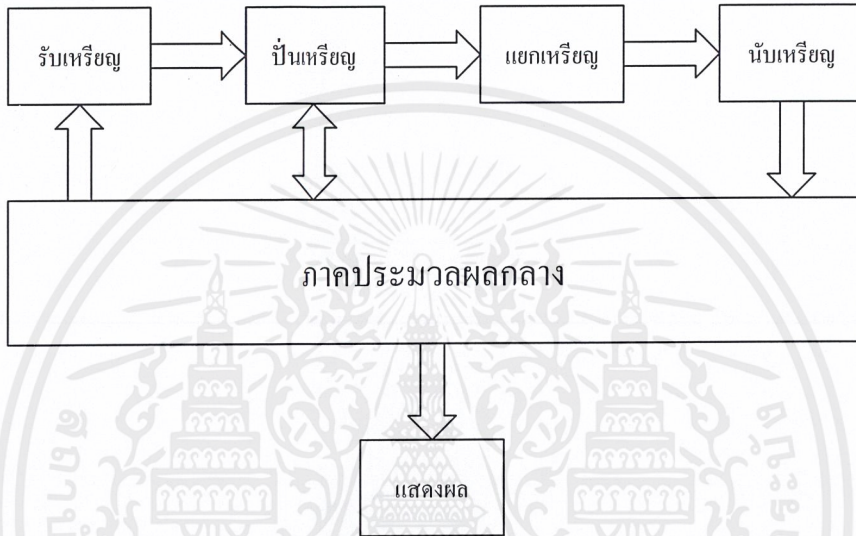 รับเหรียญ
ปั่นเหรียญ
แยกเหรียญ
นับเหรียญ
ภาคประมวลผลกลาง
แสดงผล